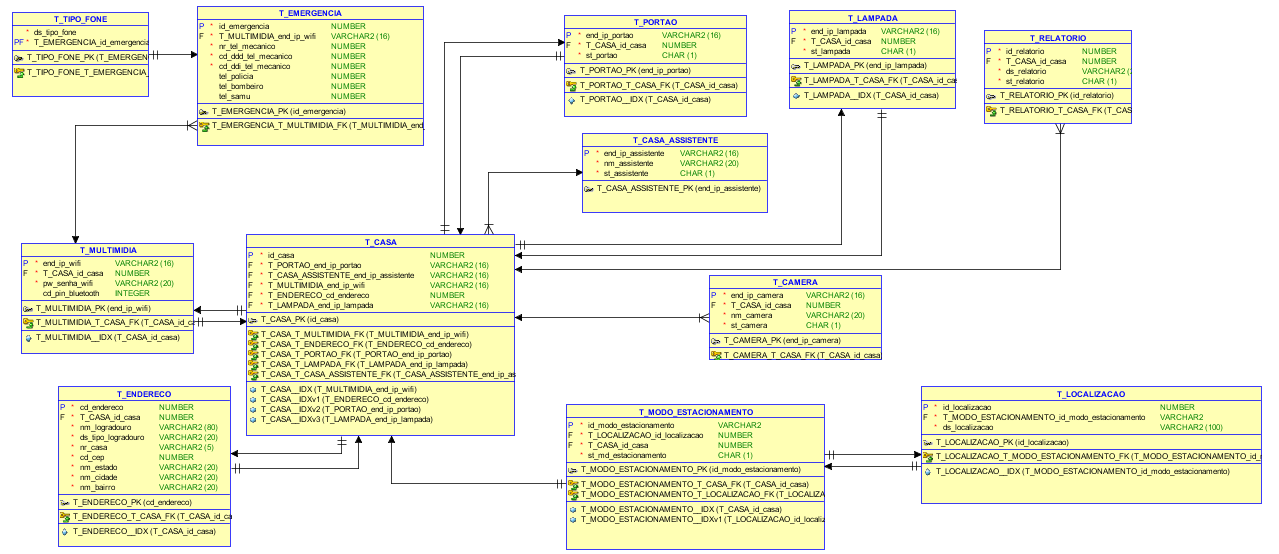 T_TIPO_FONE
* ds_tipo_fone
PF * T_EMERGENCIA_id_emergencia
T_TIPO_FONE_PK (T_EMERGEN
T_TIPO_FONE_EMERGENCIA_
T_EMERGENCIA
P * id_emergencia NUMBER
F * T_MULTIMIDIA_end_ip_wifi VARCHAR2 (16)
* nr_tel_mecanico NUMBER
* cd_ddd_tel_mecanico NUMBER
* cd_ddi_tel_mecanico NUMBER
tel_policia NUMBER
tel_bombeiro NUMBER
tel_samu NUMBER
T_EMERGENCIA_PK (id_emergencia)
T_EMERGENCIA_T_MULTIMIDIA_FK (T_MULTIMIDIA_end
T_PORTAO
P * end_ip_portao VARCHAR2 (16)
F * T_CASA_id_casa NUMBER
* st_portao CHAR (1)
T_PORTAO_PK (end_ip_portao)
T_PORTAO_T_CASA_FK (T_CASA_id_casa)
T_PORTAO__IDX (T_CASA_id_casa)
T_LAMPADA
P * end_ip_lampada VARCHAR2 (16)
F * T_CASA_id_casa NUMBER
* st_lampada CHAR (1)
T_LAMPADA_PK (end_ip_lampada)
T_LAMPADA_T_CASA_FK (T_CASA_id_cas
T_LAMPADA__IDX (T_CASA_id_casa)
T_RELATORIO
P * id_relatorio NUMBER
F * T_CASA_id_casa NUMBER
* ds_relatorio VARCHAR2 (
* st_relatorio CHAR (1)
T_RELATORIO_PK (id_relatorio)
T_RELATORIO_T_CASA_FK (T_CAS
T_CASA_ASSISTENTE
P * end_ip_assistente VARCHAR2 (16)
* nm_assistente VARCHAR2 (20)
* st_assistente CHAR (1)
T_CASA_ASSISTENTE_PK (end_ip_assistente)
T_MULTIMIDIA
P * end_ip_wifi VARCHAR2 (16)
F * T_CASA_id_casa NUMBER
* pw_senha_wifi VARCHAR2 (20)
cd_pin_bluetooth INTEGER
T_MULTIMIDIA_PK (end_ip_wifi)
T_MULTIMIDIA_T_CASA_FK (T_CASA_id_ca
T_MULTIMIDIA__IDX (T_CASA_id_casa)
T_CASA
P * id_casa NUMBER
F * T_PORTAO_end_ip_portao VARCHAR2 (16)
F * T_CASA_ASSISTENTE_end_ip_assistente VARCHAR2 (16)
F * T_MULTIMIDIA_end_ip_wifi VARCHAR2 (16)
F * T_ENDERECO_cd_endereco NUMBER
F * T_LAMPADA_end_ip_lampada VARCHAR2 (16)
T_CASA_PK (id_casa)
T_CASA_T_MULTIMIDIA_FK (T_MULTIMIDIA_end_ip_wifi)
T_CASA_T_ENDERECO_FK (T_ENDERECO_cd_endereco)
T_CASA_T_PORTAO_FK (T_PORTAO_end_ip_portao)
T_CASA_T_LAMPADA_FK (T_LAMPADA_end_ip_lampada)
T_CASA_T_CASA_ASSISTENTE_FK (T_CASA_ASSISTENTE_end_ip_as
T_CASA__IDX (T_MULTIMIDIA_end_ip_wifi)
T_CASA__IDXv1 (T_ENDERECO_cd_endereco)
T_CASA__IDXv2 (T_PORTAO_end_ip_portao)
T_CASA__IDXv3 (T_LAMPADA_end_ip_lampada)
T_CAMERA
P * end_ip_camera VARCHAR2 (16)
F * T_CASA_id_casa NUMBER
* nm_camera VARCHAR2 (20)
* st_camera CHAR (1)
T_CAMERA_PK (end_ip_camera)
T_CAMERA_T_CASA_FK (T_CASA_id_casa
T_ENDERECO
P * cd_endereco NUMBER
F * T_CASA_id_casa NUMBER
* nm_logradouro VARCHAR2 (80)
* ds_tipo_logradouro VARCHAR2 (20)
* nr_casa VARCHAR2 (5)
* cd_cep NUMBER
* nm_estado VARCHAR2 (20)
* nm_cidade VARCHAR2 (20)
* nm_bairro VARCHAR2 (20)
T_ENDERECO_PK (cd_endereco)
T_ENDERECO_T_CASA_FK (T_CASA_id_ca
T_ENDERECO__IDX (T_CASA_id_casa)
T_MODO_ESTACIONAMENTO
P * id_modo_estacionamento VARCHAR2
F * T_LOCALIZACAO_id_localizacao NUMBER
F * T_CASA_id_casa NUMBER
* st_md_estacionamento CHAR (1)
T_MODO_ESTACIONAMENTO_PK (id_modo_estacionamento)
T_MODO_ESTACIONAMENTO_T_CASA_FK (T_CASA_id_casa)
T_MODO_ESTACIONAMENTO_T_LOCALIZACAO_FK (T_LOCALIZA
T_MODO_ESTACIONAMENTO__IDX (T_CASA_id_casa)
T_MODO_ESTACIONAMENTO__IDXv1 (T_LOCALIZACAO_id_localiz
T_LOCALIZACAO
P * id_localizacao NUMBER
F * T_MODO_ESTACIONAMENTO_id_modo_estacionamento VARCHAR2
* ds_localizacao VARCHAR2 (100)
T_LOCALIZACAO_PK (id_localizacao)
T_LOCALIZACAO_T_MODO_ESTACIONAMENTO_FK (T_MODO_ESTACIONAMENTO_id_
T_LOCALIZACAO__IDX (T_MODO_ESTACIONAMENTO_id_modo_estacionamento)